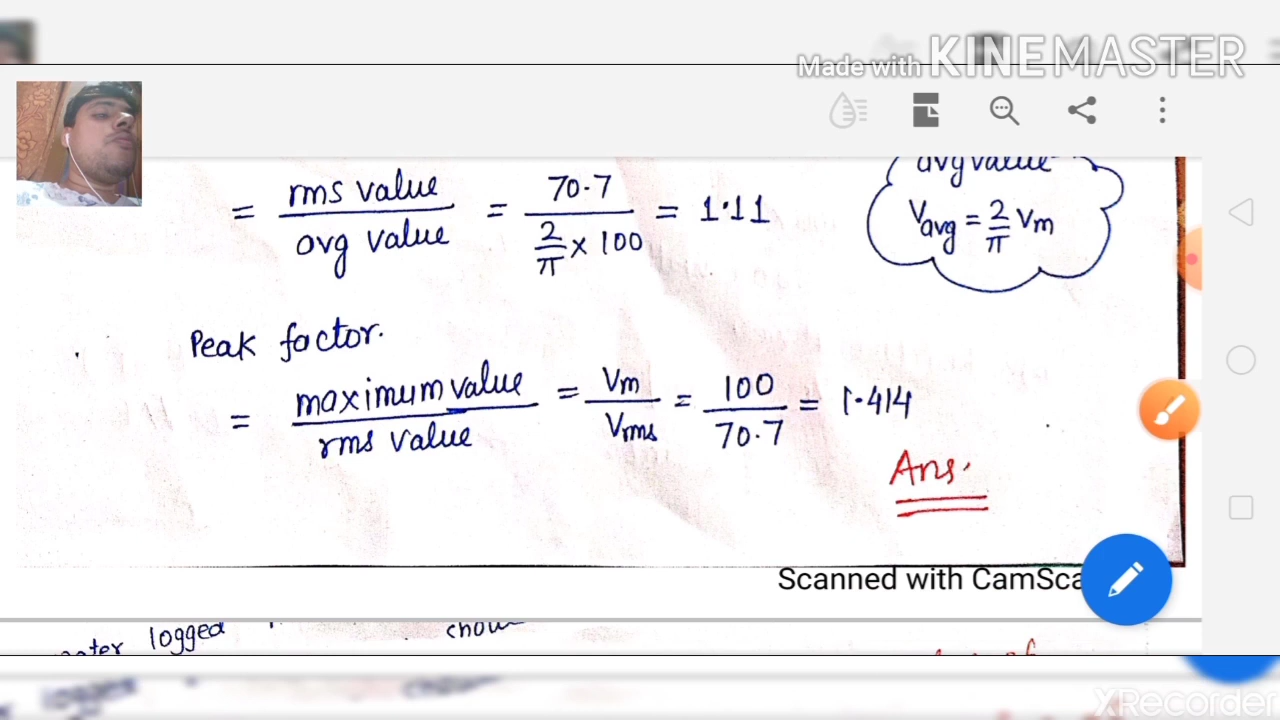 Made with KINEMASTER
avg value
= rms value / avg value = 70.7 / 2/π × 100 = 1.11
Vavg = 2/π Vm
Peak factor.
= maximum value / rms value = Vm / Vrms = 100 / 70.7 = 1.414
Ans.
Scanned with CamSca
logged
XRecorder